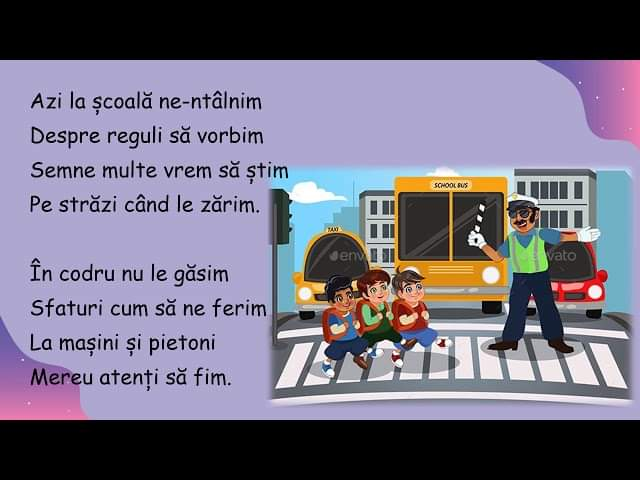 Azi la școală ne-ntâlnim
Despre reguli să vorbim
Semne multe vrem să știm
Pe străzi când le zărim.
În codru nu le găsim
Sfaturi cum să ne ferim
La mașini și pietoni
Mereu atenți să fim.
SCHOOL BUS
TAXI